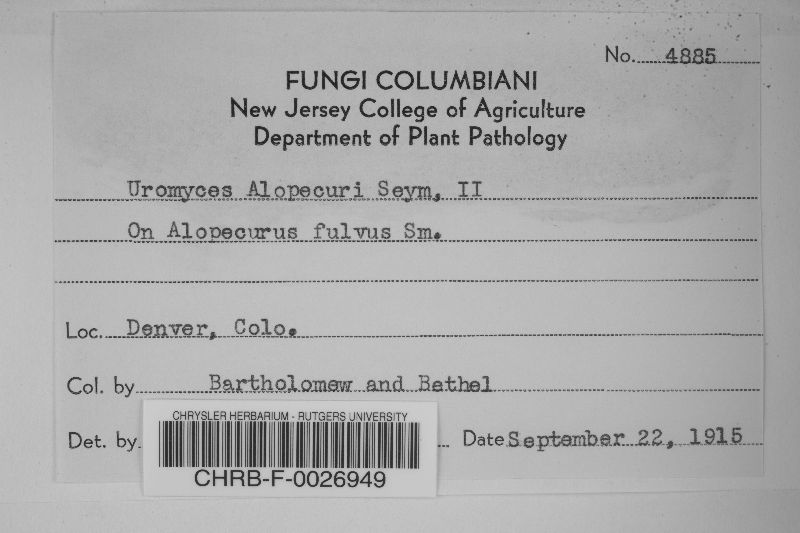 No. 4885
FUNGI COLUMBIANI
New Jersey College of Agriculture
Department of Plant Pathology
Uromyces Alopecuri Seym, II
On Alopecurus fulvus Sm.
Loc. Denver, Colo.
Col. by Bartholomew and Bethel
Det. by. Date September 22, 1915
CHRYSLER HERBARIUM - RUTGERS UNIVERSITY
CHRB-F-0026949